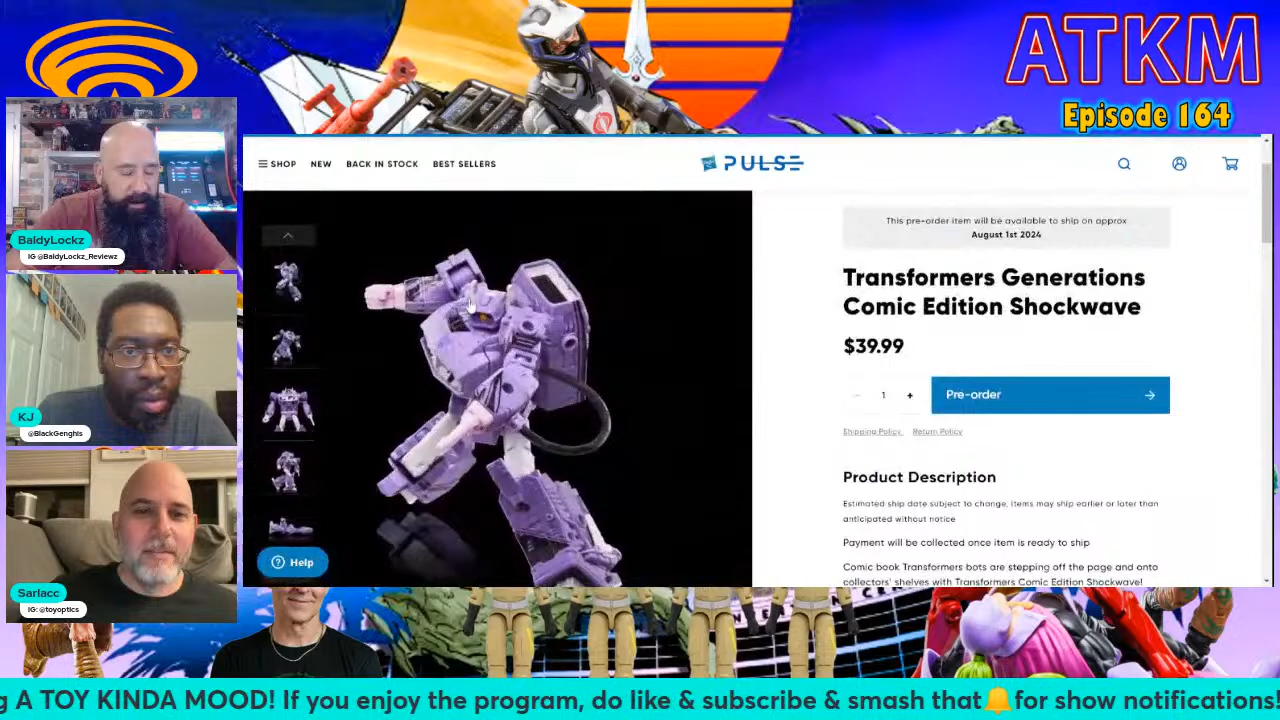 ATKM
Episode 164
BaldyLockz
IG @BaldyLockz_Reviewz
KJ
@BlackGenghis
Sarlacc
IG: @toyoptics
SHOP NEW BACK IN STOCK BEST SELLERS
PULSE
This pre-order item will be available to ship on approx
August 1st 2024
Transformers Generations
Comic Edition Shockwave
$39.99
1 +
Pre-order
Shipping Policy Return Policy
Product Description
Estimated ship date subject to change, items may ship earlier or later than
anticipated without notice
Payment will be collected once item is ready to ship
Comic book Transformers bots are stepping off the page and onto
collectors' shelves with Transformers Comic Edition Shockwave!
Help
g A TOY KINDA MOOD! If you enjoy the program, do like & subscribe & smash that🔔for show notifications!